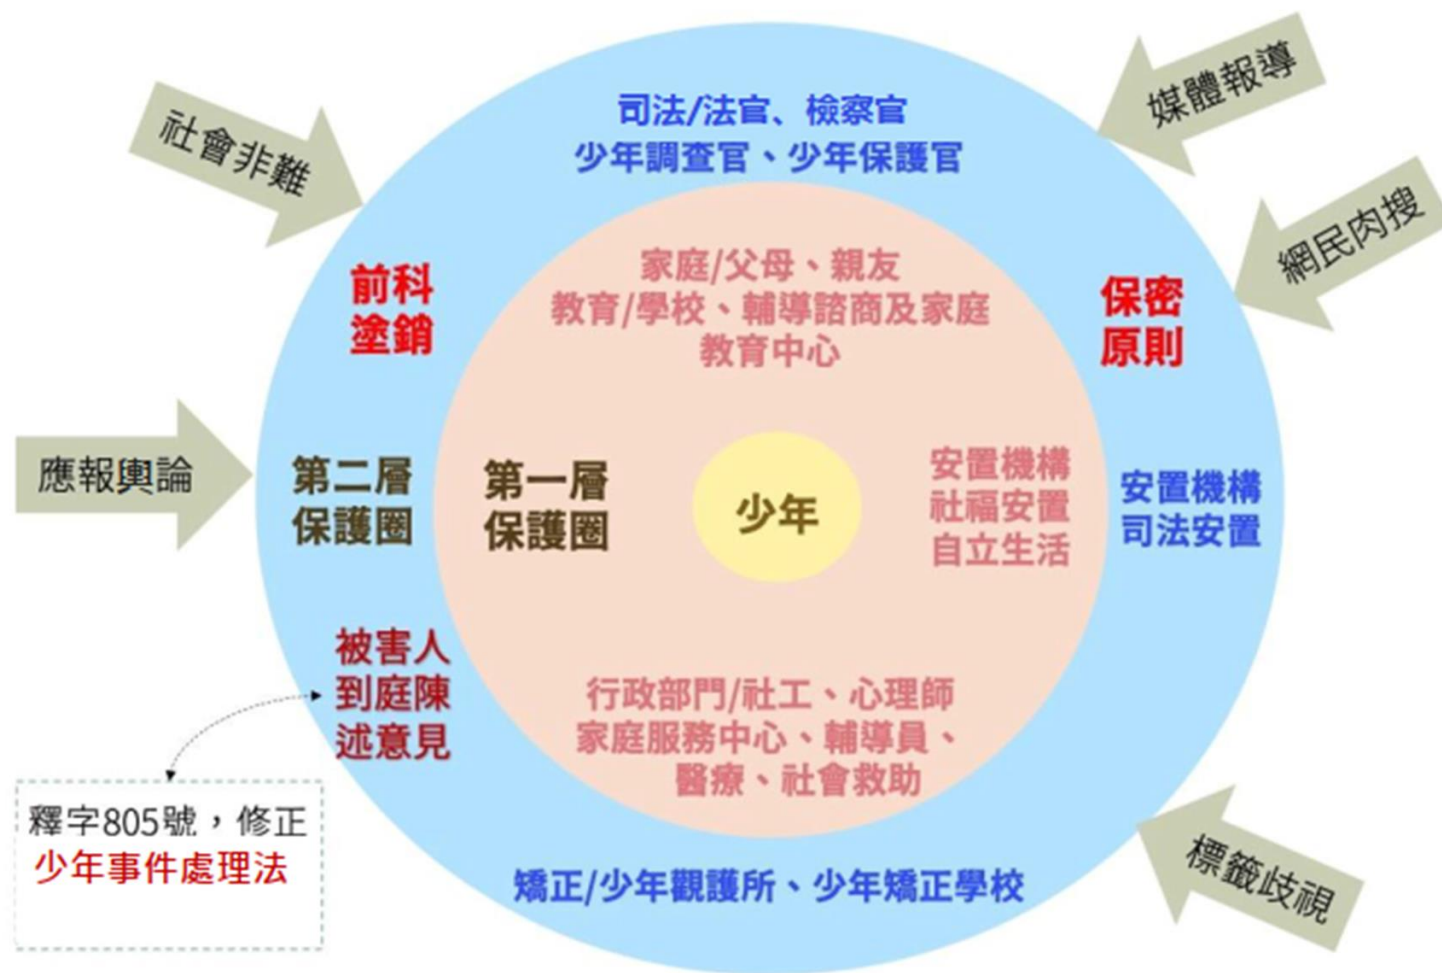 社會非難
媒體報導
網民肉搜
應報輿論
標籤歧視
司法/法官、檢察官
少年調查官、少年保護官
前科
塗銷
保密
原則
家庭/父母、親友
教育/學校、輔導諮商及家庭
教育中心
第二層
保護圈
第一層
保護圈
少年
安置機構
社福安置
自立生活
安置機構
司法安置
被害人
到庭陳
述意見
行政部門/社工、心理師
家庭服務中心、輔導員、
醫療、社會救助
矯正/少年觀護所、少年矯正學校
釋字805號，修正
少年事件處理法